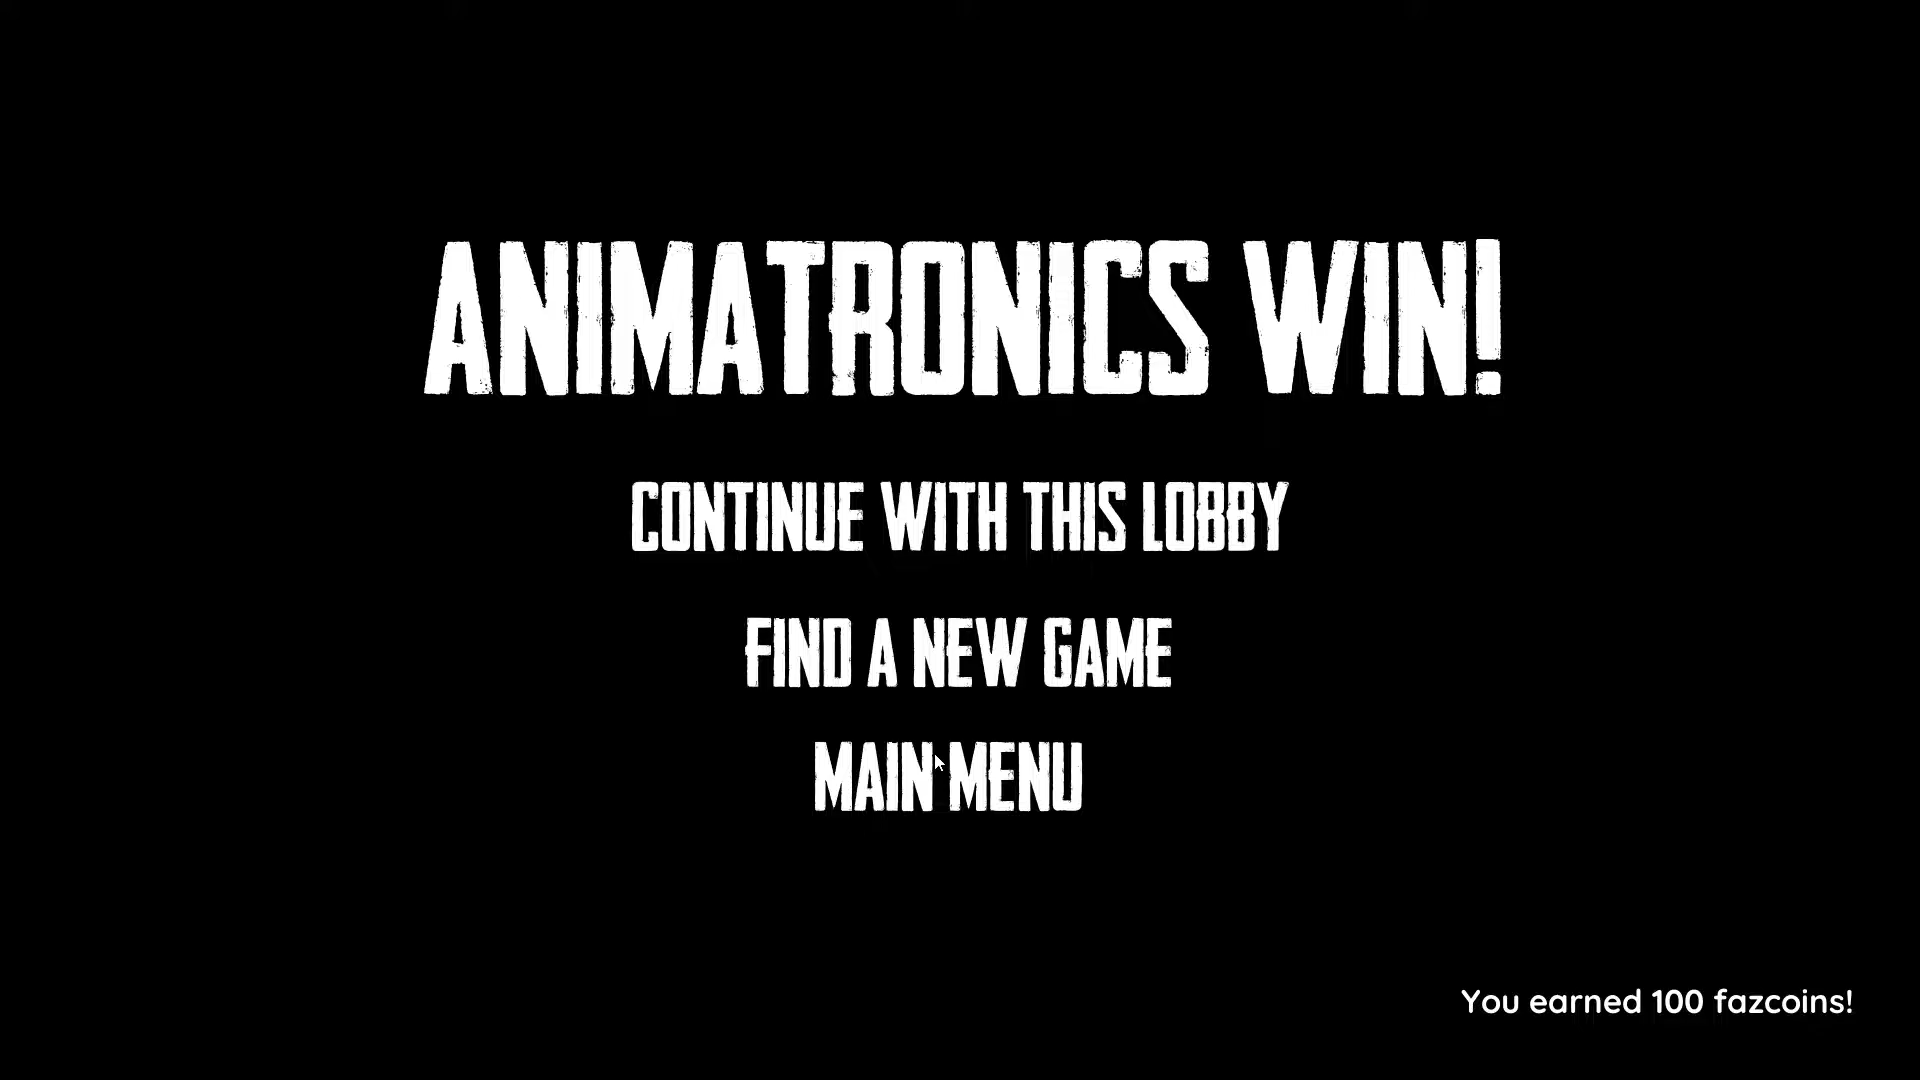 ANIMATRONICS WIN!
CONTINUE WITH THIS LOBBY
FIND A NEW GAME
MAIN MENU
You earned 100 fazcoins!